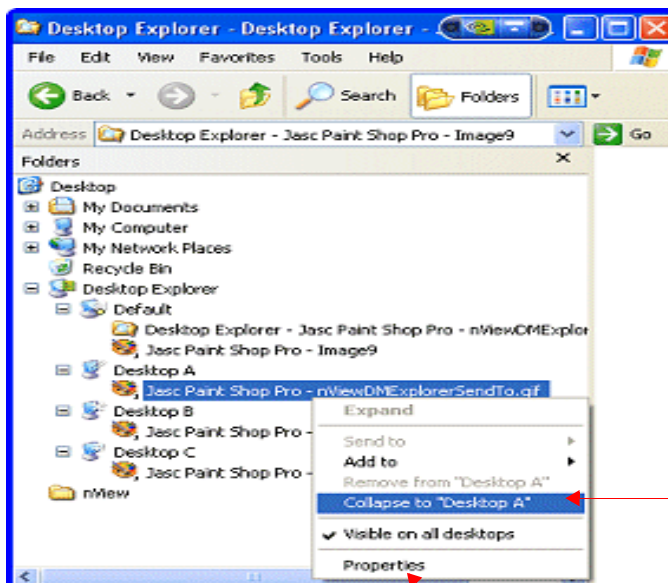 Desktop Explorer - Desktop Explorer -
File Edit View Favorites Tools Help
Back Search Folders
Address Desktop Explorer - Jasc Paint Shop Pro - Image9 Go
Folders
Desktop
My Documents
My Computer
My Network Places
Recycle Bin
Desktop Explorer
Default
Desktop Explorer - Jasc Paint Shop Pro - nViewDMExplor
Jasc Paint Shop Pro - Image9
Desktop A
Jasc Paint Shop Pro - nViewDMExplorerSendTo.gif
Desktop B
Jasc Paint Shop Pro -
Desktop C
Jasc Paint Shop Pro -
nView
Expand
Send to
Add to
Remove from "Desktop A"
Collapse to "Desktop A"
Visible on all desktops
Properties